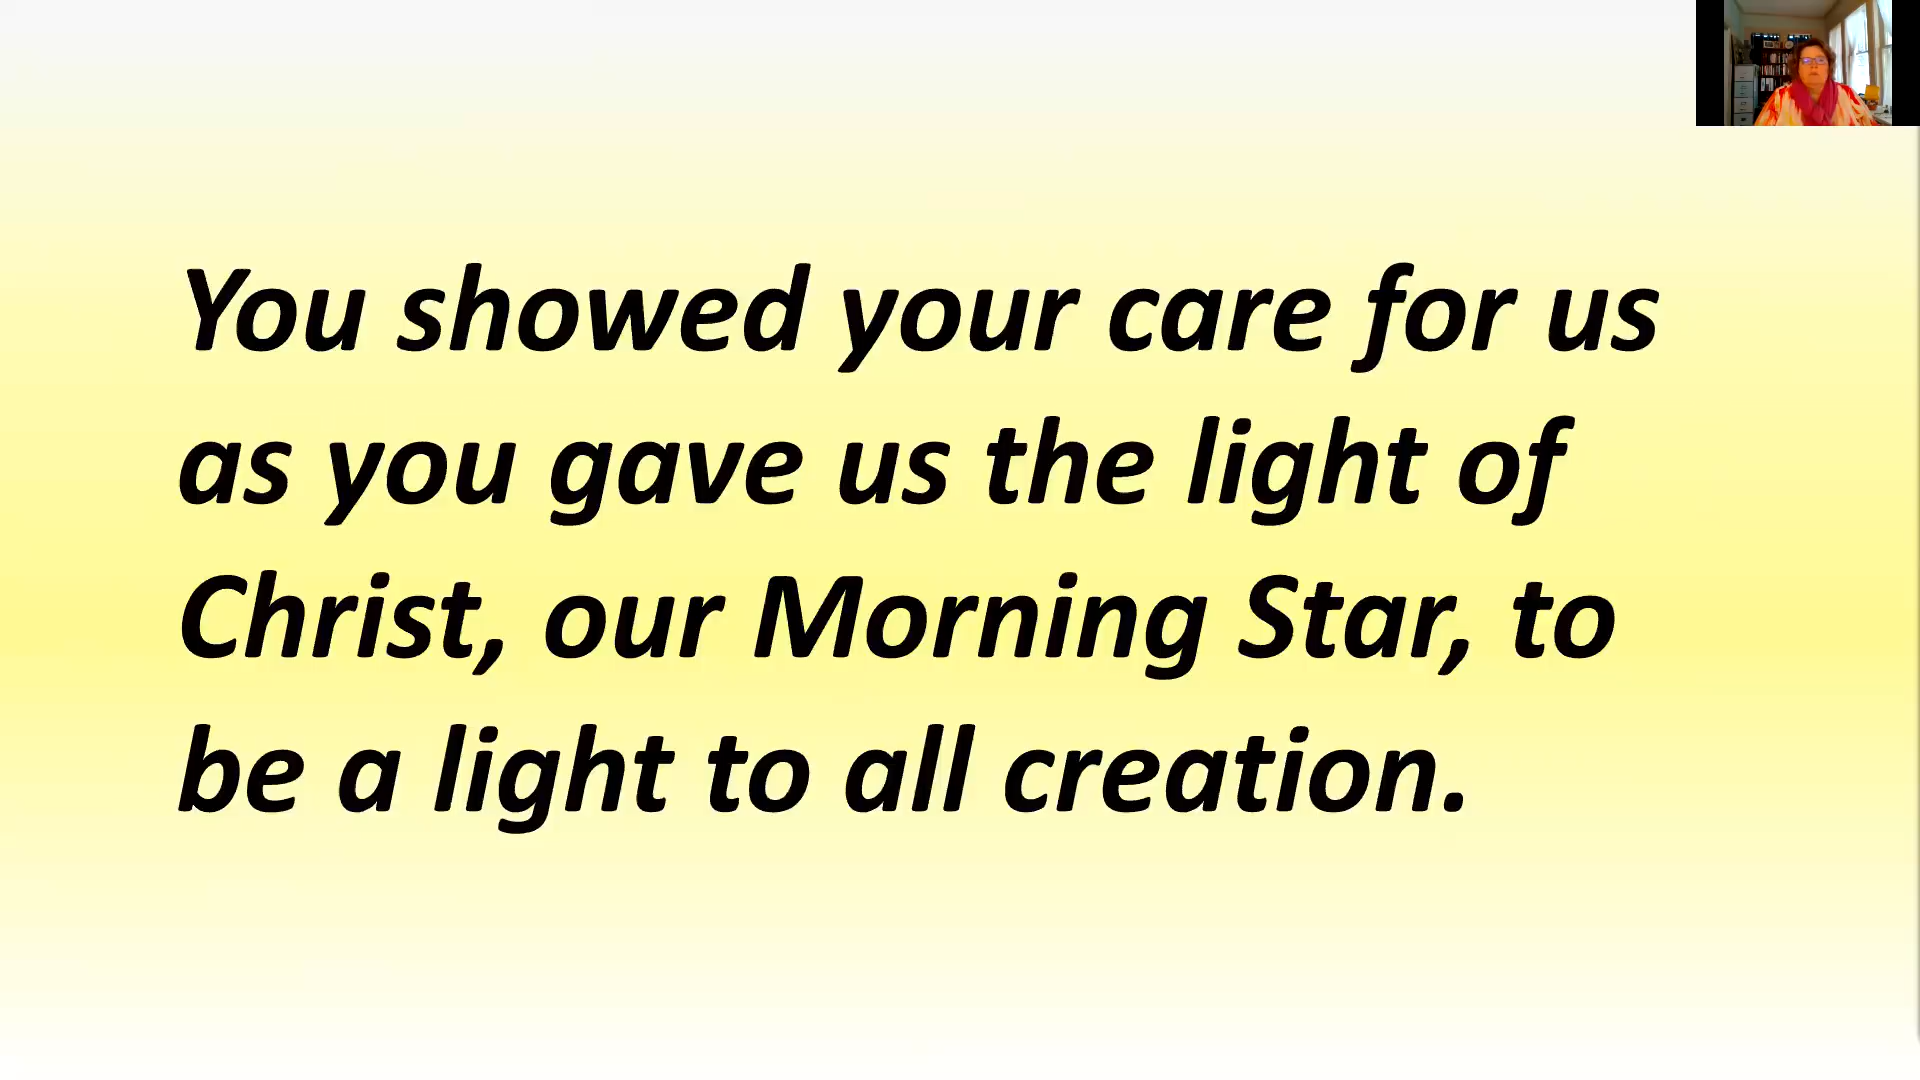 You showed your care for us
as you gave us the light of
Christ, our Morning Star, to
be a light to all creation.